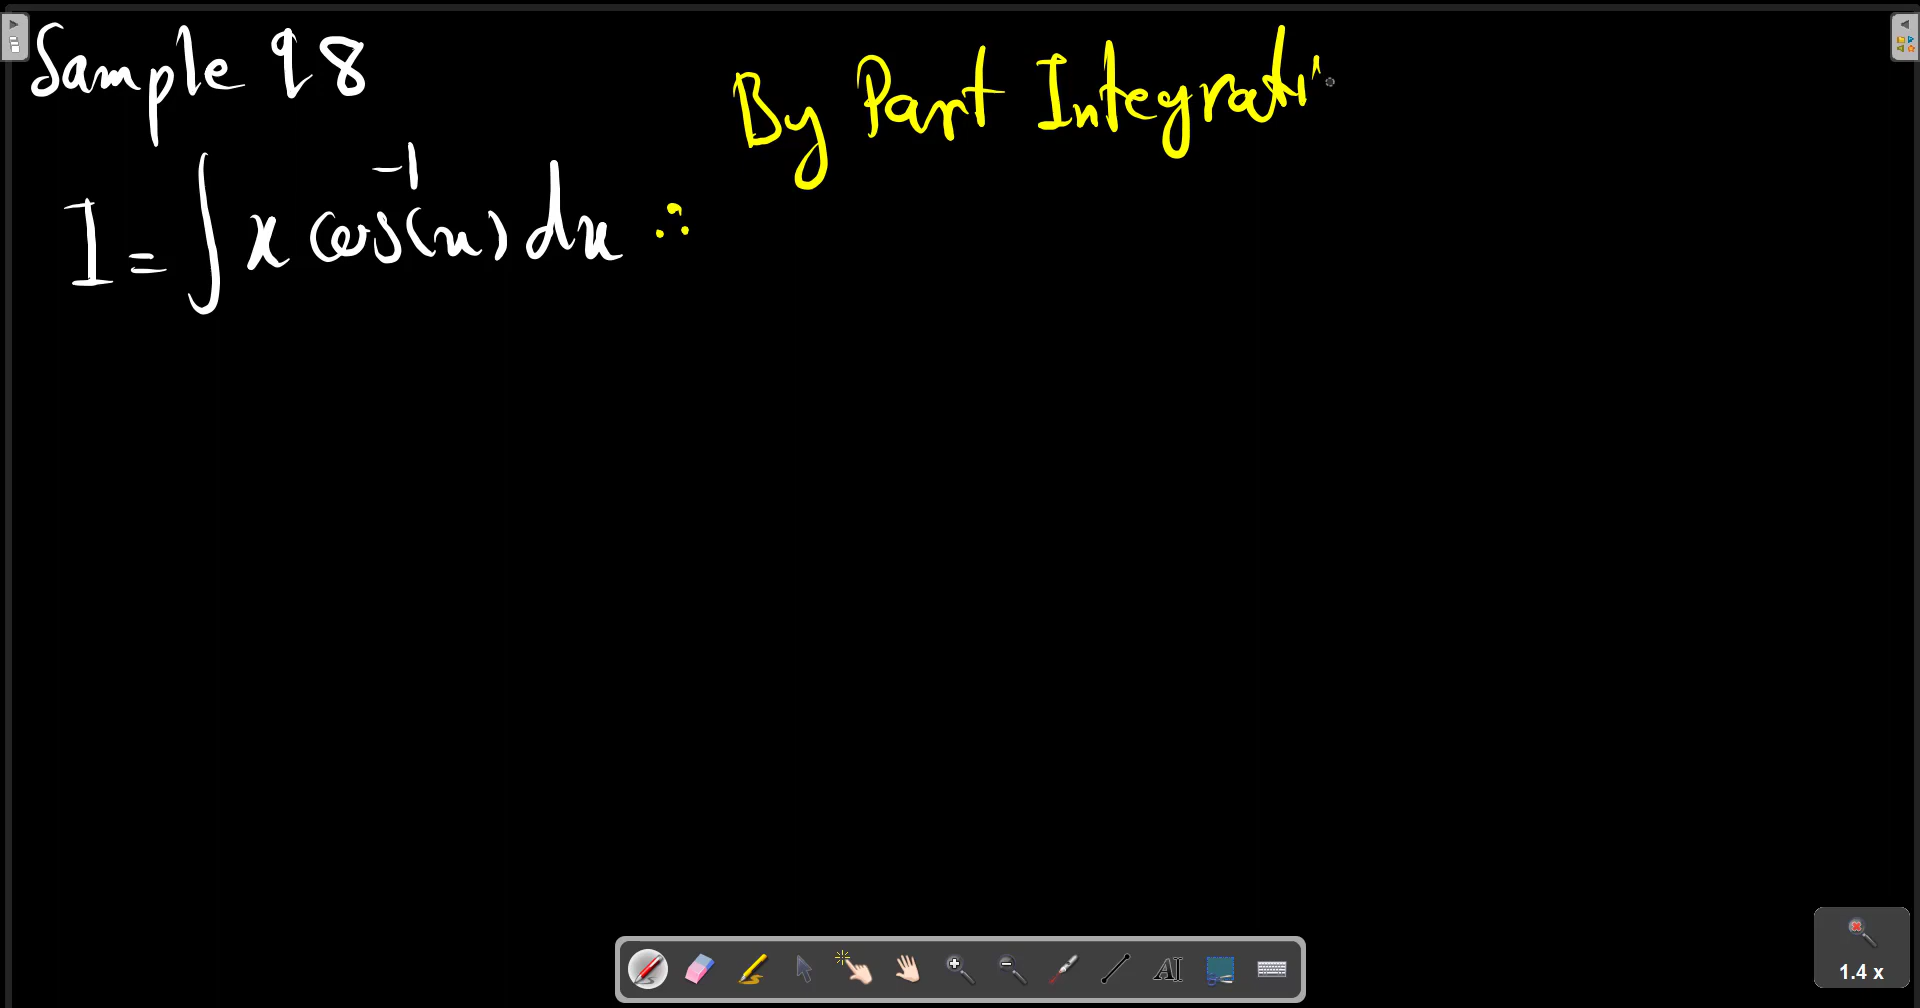 Sample 98
By Part Integrati
I = ∫ x cos⁻¹(x) dx ∴
1.4 x